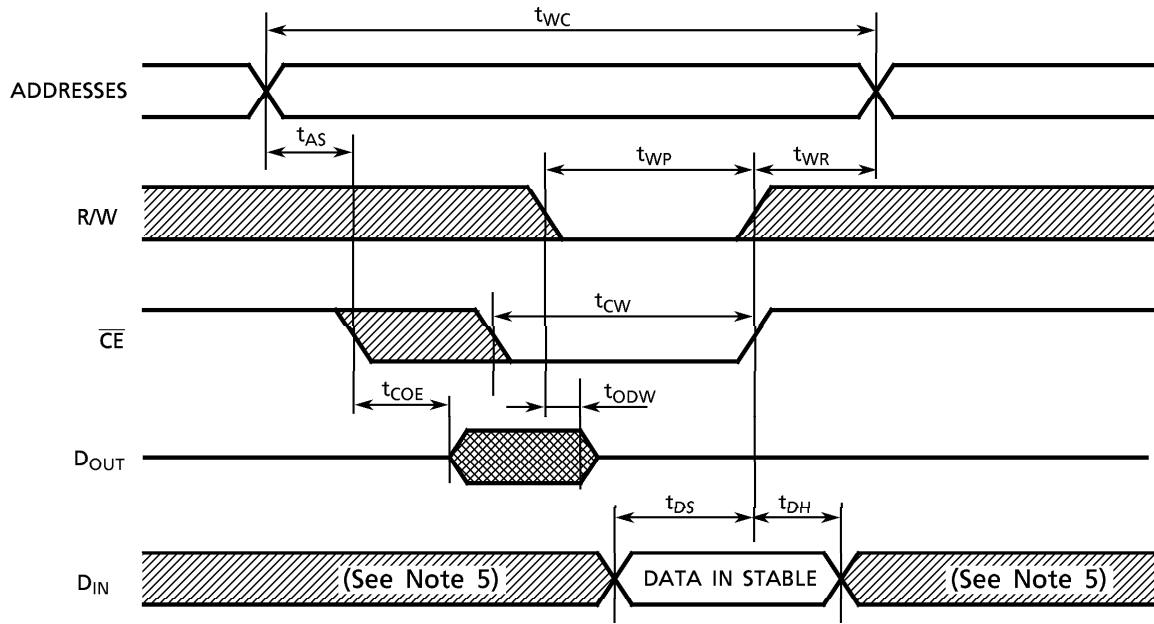 tWC
ADDRESSES
tAS
tWP
tWR
R/W
tCW
CE
tCOE
tODW
DOUT
tDS
tDH
DIN
(See Note 5)
DATA IN STABLE
(See Note 5)